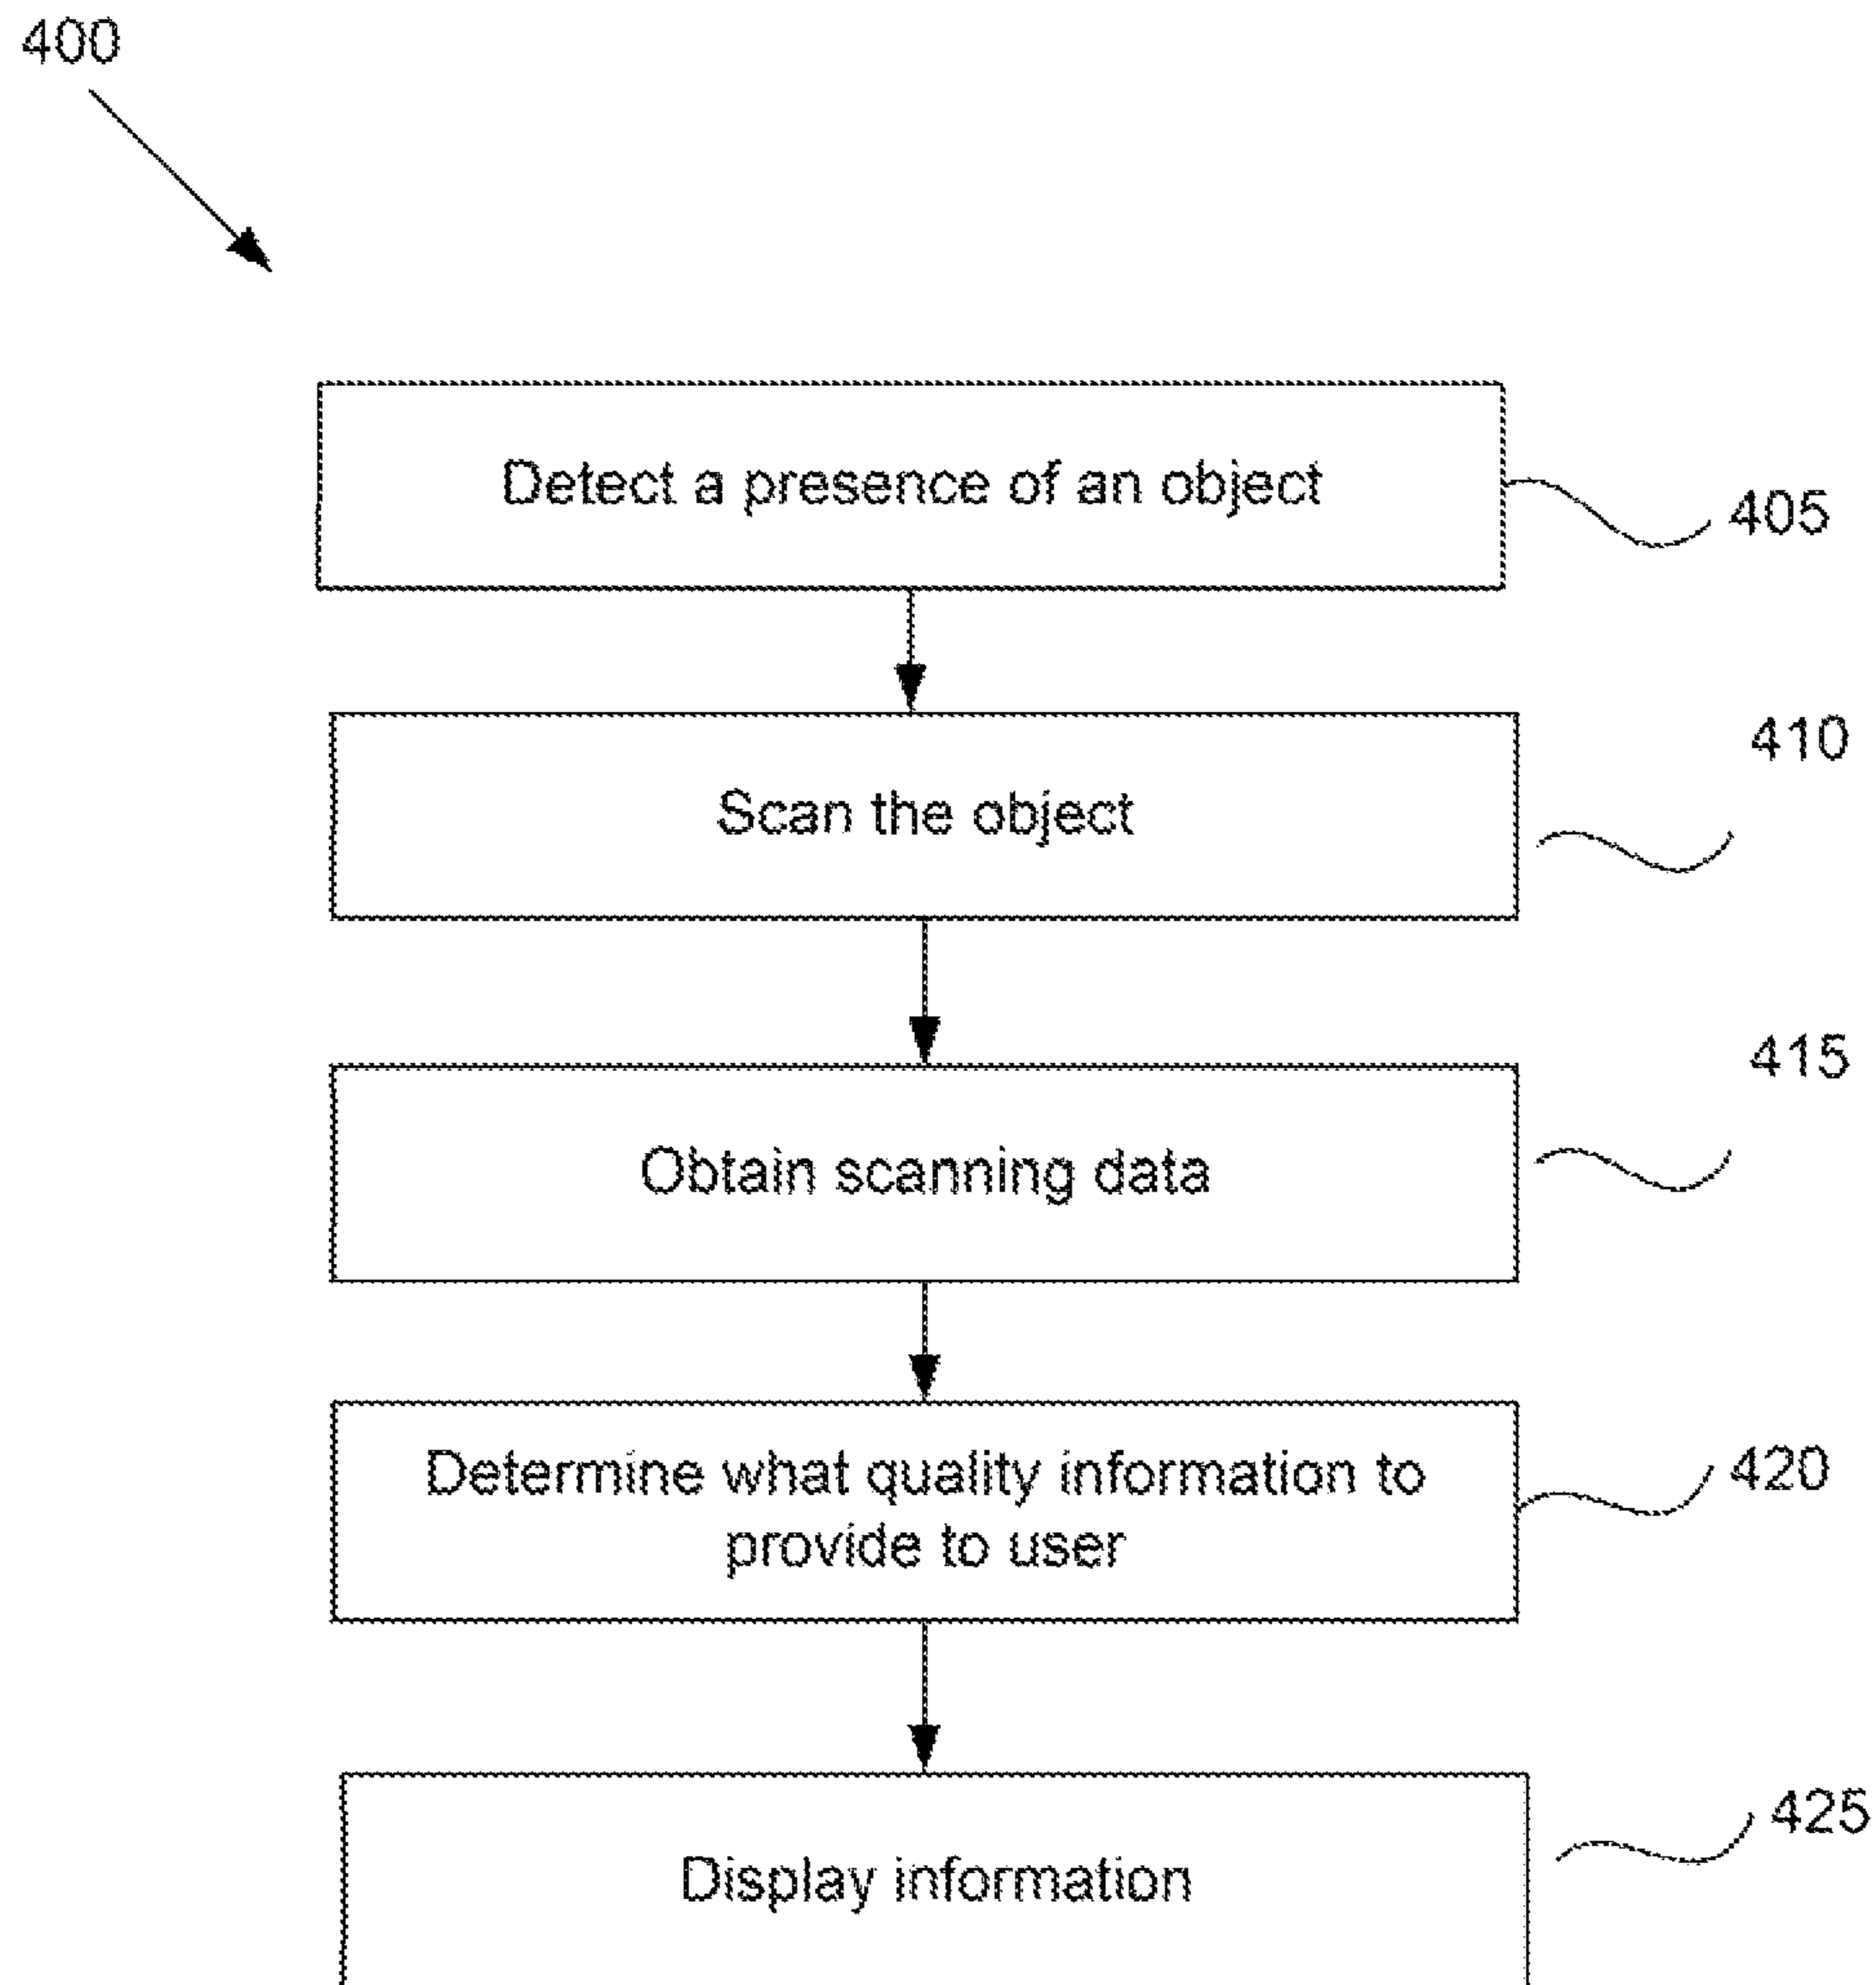 400
Detect a presence of an object
405
410
Scan the object
415
Obtain scanning data
Determine what quality information to
provide to user
420
425
Display information